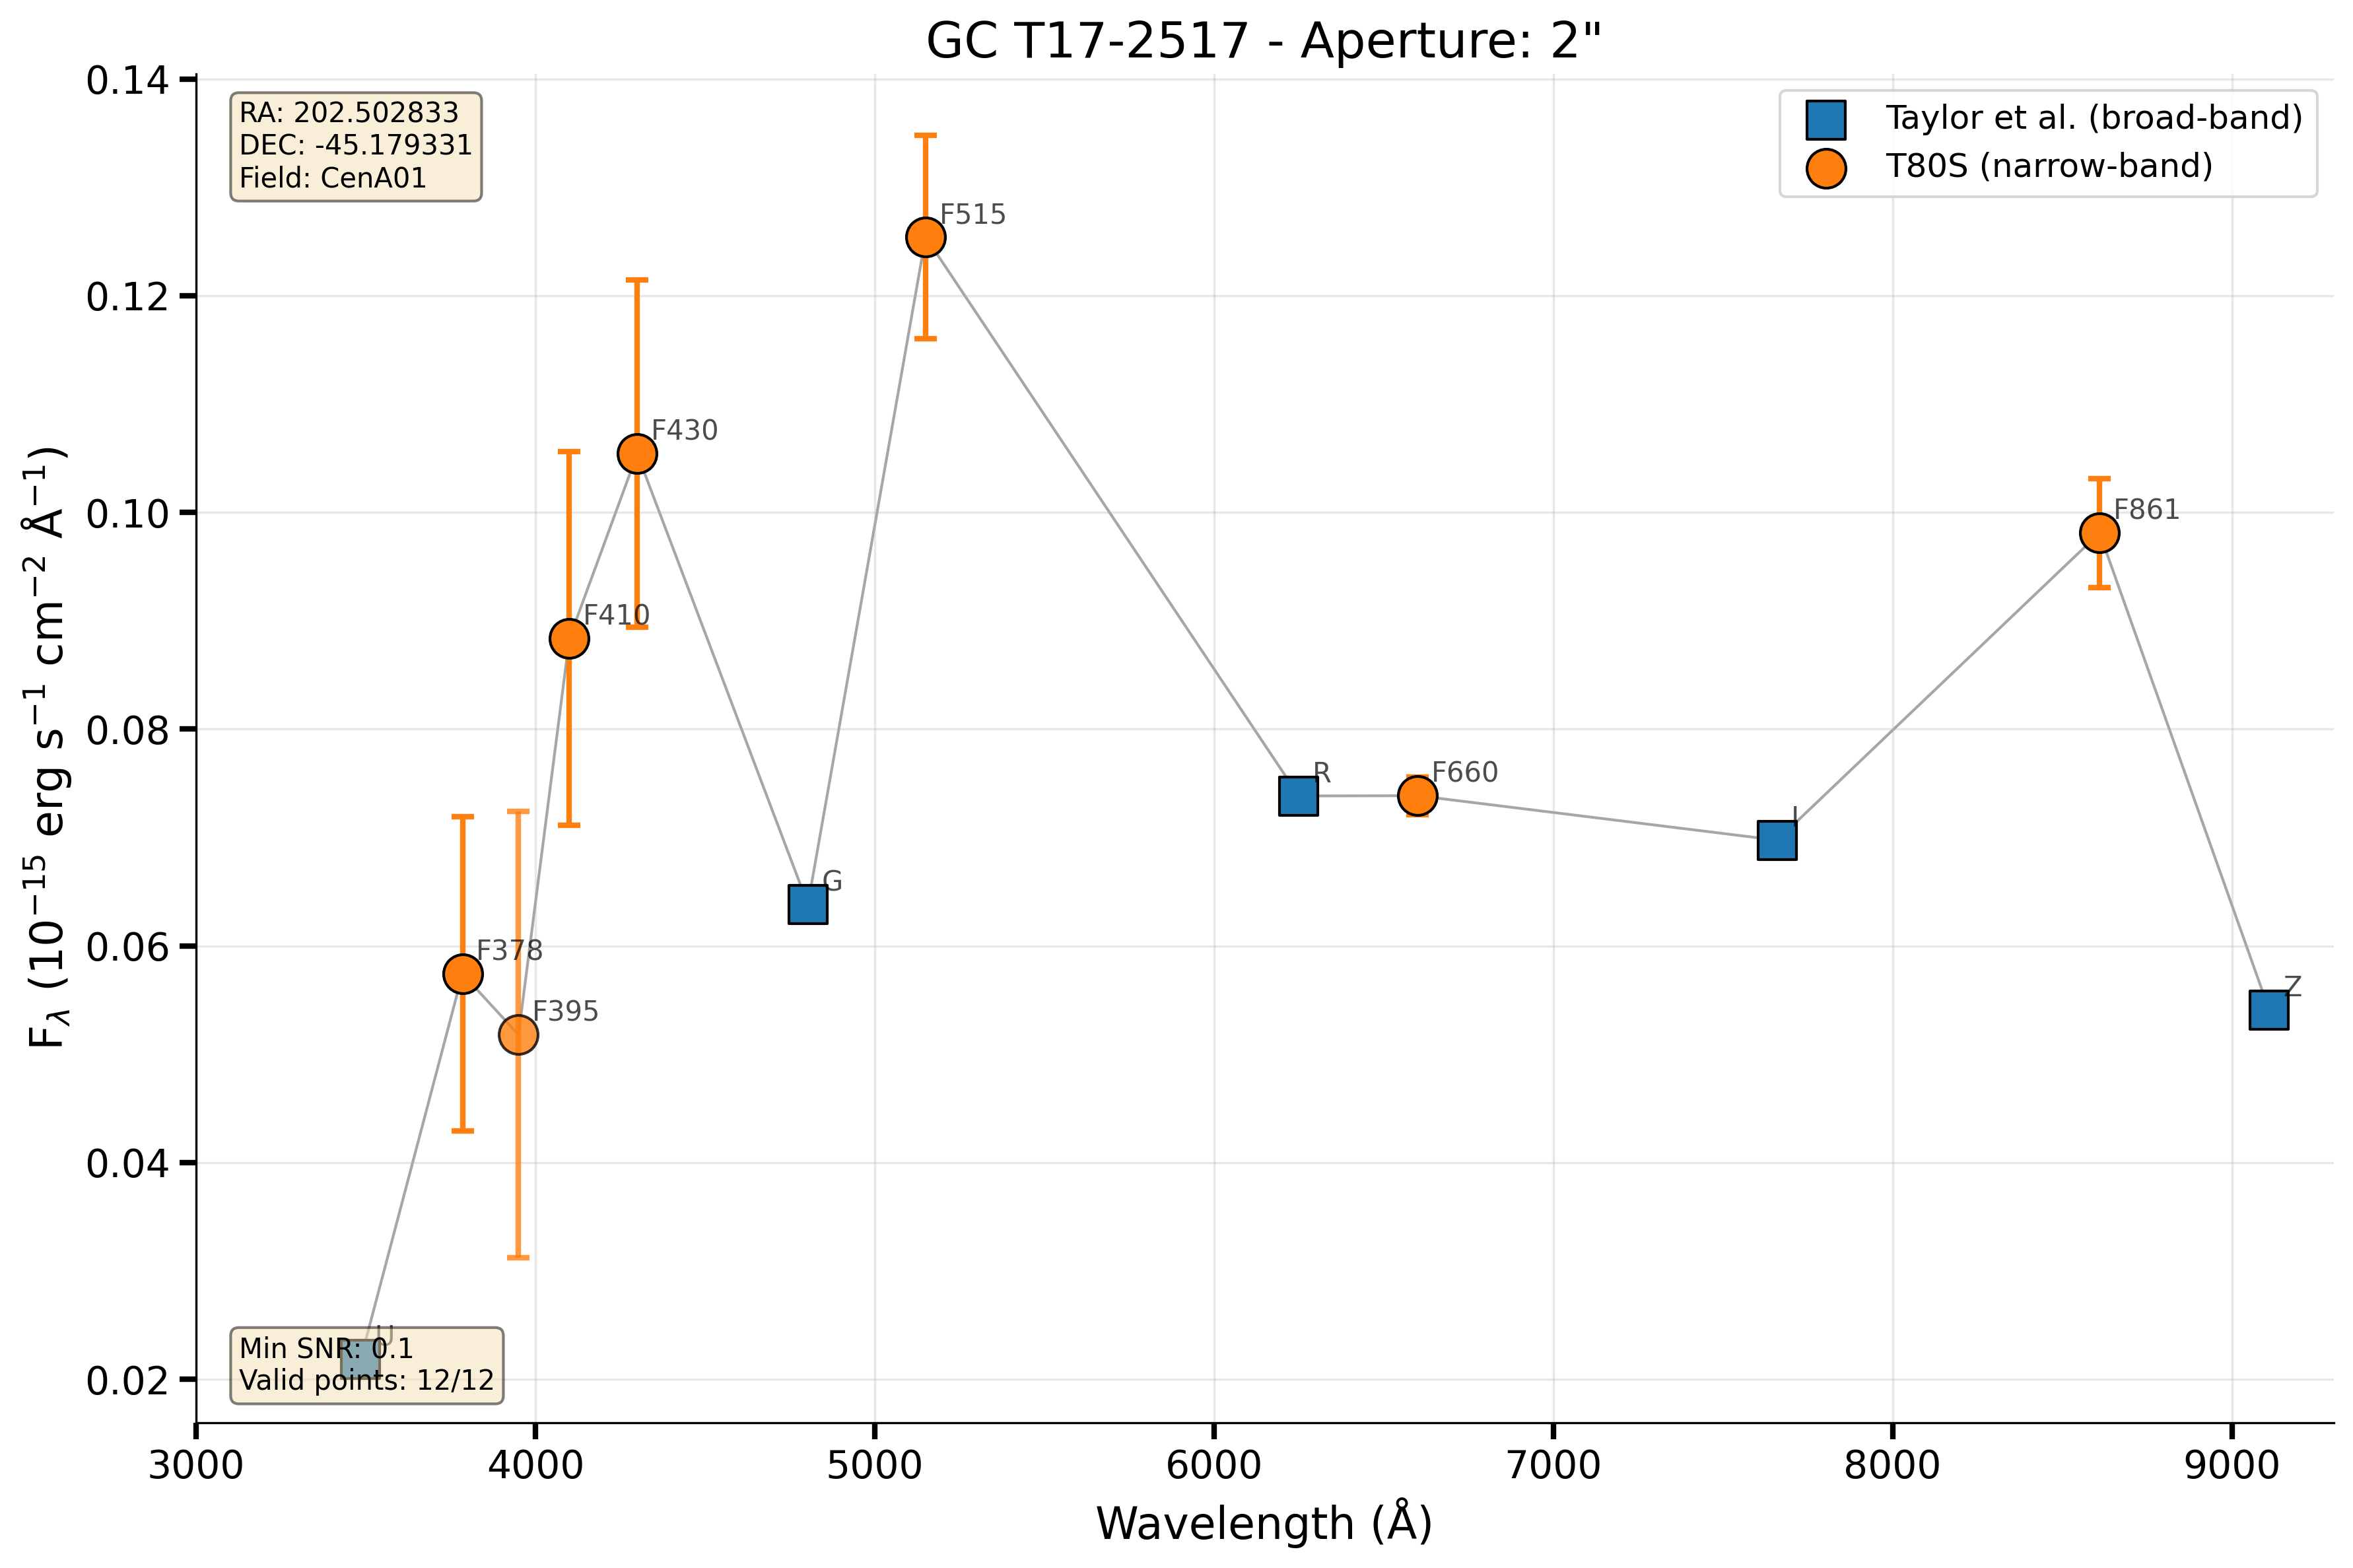 GC T17-2517 - Aperture: 2"
RA: 202.502833
DEC: -45.179331
Field: CenA01
Taylor et al. (broad-band)
T80S (narrow-band)
F515
F430
F861
F410
R
F660
I
G
F378
F395
Z
U
Min SNR: 0.1
Valid points: 12/12
0.14
0.12
0.10
0.08
0.06
0.04
0.02
F_λ (10⁻¹⁵ erg s⁻¹ cm⁻² Å⁻¹)
3000 4000 5000 6000 7000 8000 9000
Wavelength (Å)